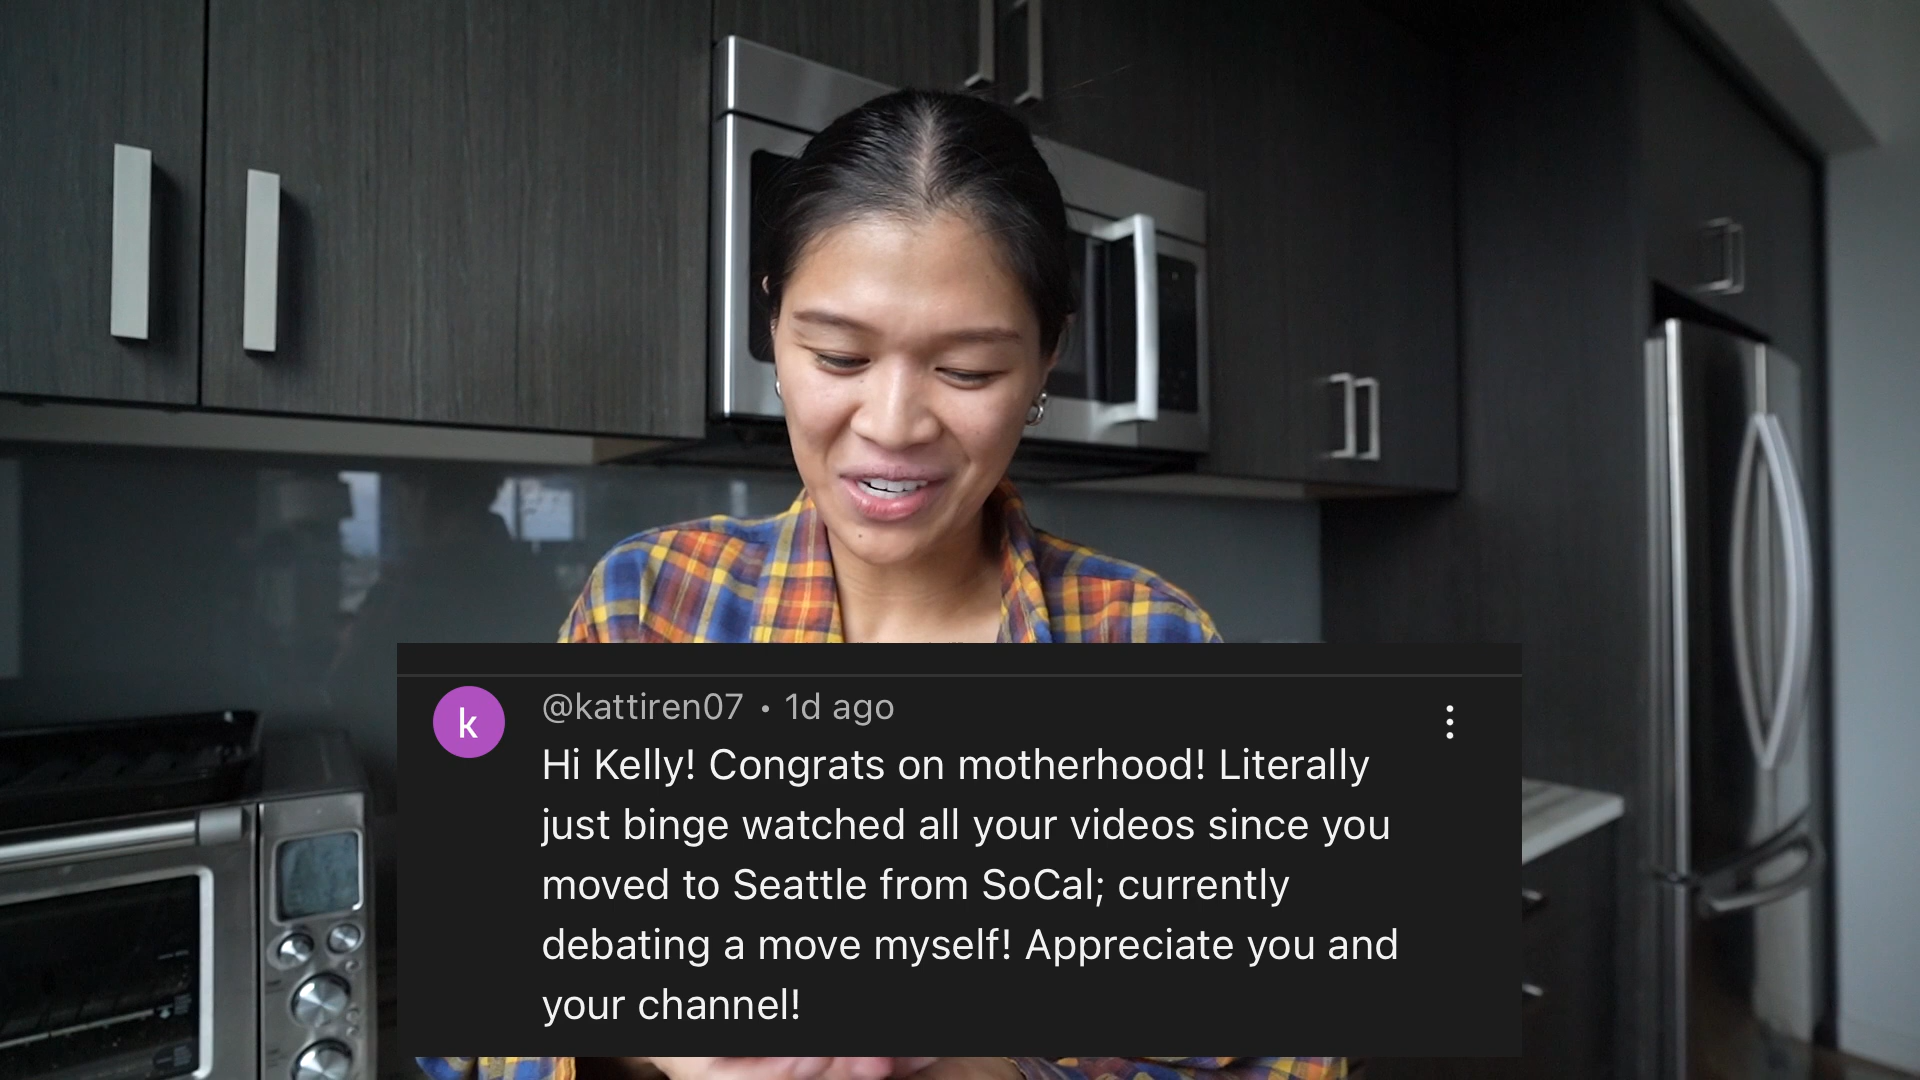 k
@kattiren07 • 1d ago
Hi Kelly! Congrats on motherhood! Literally
just binge watched all your videos since you
moved to Seattle from SoCal; currently
debating a move myself! Appreciate you and
your channel!